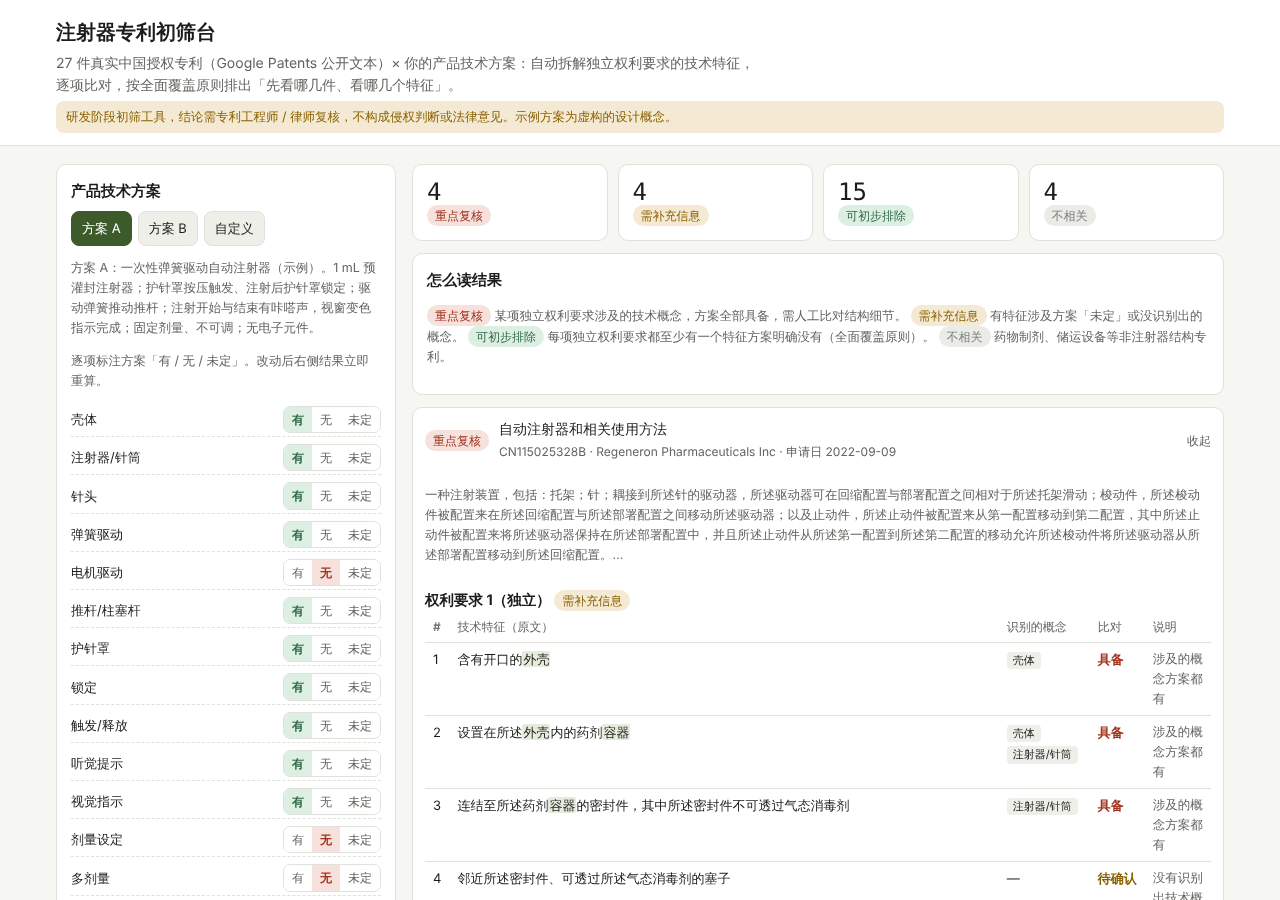 注射器专利初筛台
27 件真实中国授权专利（Google Patents 公开文本）× 你的产品技术方案：自动拆解独立权利要求的技术特征，
逐项比对，按全面覆盖原则排出「先看哪几件、看哪几个特征」。
研发阶段初筛工具，结论需专利工程师 / 律师复核，不构成侵权判断或法律意见。示例方案为虚构的设计概念。
产品技术方案
方案 A 方案 B 自定义
方案 A：一次性弹簧驱动自动注射器（示例）。1 mL 预
灌封注射器；护针罩按压触发、注射后护针罩锁定；驱
动弹簧推动推杆；注射开始与结束有咔嗒声，视窗变色
指示完成；固定剂量、不可调；无电子元件。
逐项标注方案「有 / 无 / 未定」。改动后右侧结果立即
重算。
壳体 有 无 未定
注射器/针筒 有 无 未定
针头 有 无 未定
弹簧驱动 有 无 未定
电机驱动 有 无 未定
推杆/柱塞杆 有 无 未定
护针罩 有 无 未定
锁定 有 无 未定
触发/释放 有 无 未定
听觉提示 有 无 未定
视觉指示 有 无 未定
剂量设定 有 无 未定
多剂量 有 无 未定
4 重点复核
4 需补充信息
15 可初步排除
4 不相关
怎么读结果
重点复核 某项独立权利要求涉及的技术概念，方案全部具备，需人工比对结构细节。 需补充信息 有特征涉及方案「未定」或没识别出的
概念。 可初步排除 每项独立权利要求都至少有一个特征方案明确没有（全面覆盖原则）。 不相关 药物制剂、储运设备等非注射器结构专
利。
重点复核 自动注射器和相关使用方法 收起
CN115025328B · Regeneron Pharmaceuticals Inc · 申请日 2022-09-09
一种注射装置，包括：托架；针；耦接到所述针的驱动器，所述驱动器可在回缩配置与部署配置之间相对于所述托架滑动；梭动件，所述梭动
件被配置来在所述回缩配置与所述部署配置之间移动所述驱动器；以及止动件，所述止动件被配置来从第一配置移动到第二配置，其中所述止
动件被配置来将所述驱动器保持在所述部署配置中，并且所述止动件从所述第一配置到所述第二配置的移动允许所述梭动件将所述驱动器从所
述部署配置移动到所述回缩配置。...
权利要求 1（独立） 需补充信息
# 技术特征（原文） 识别的概念 比对 说明
1 含有开口的外壳 壳体 具备 涉及的概
念方案都
有
2 设置在所述外壳内的药剂容器 壳体 注射器/针筒 具备 涉及的概
念方案都
有
3 连结至所述药剂容器的密封件，其中所述密封件不可透过气态消毒剂 注射器/针筒 具备 涉及的概
念方案都
有
4 邻近所述密封件、可透过所述气态消毒剂的塞子 — 待确认 没有识别
出技术概